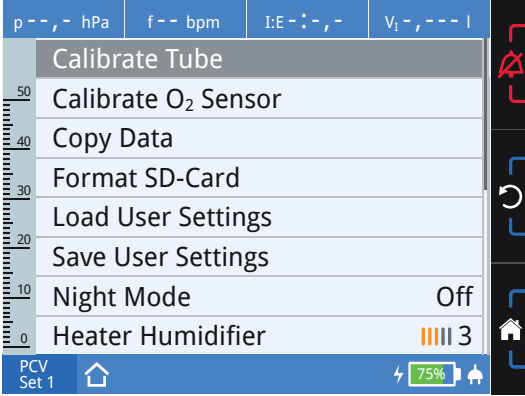 p --,- hPa f -- bpm I:E -:-,- VI -,--- l
Calibrate Tube
50
Calibrate O₂ Sensor
40
Copy Data
Format SD-Card
30
Load User Settings
20
Save User Settings
10
Night Mode Off
0
Heater Humidifier 3
PCV
Set 1
75%